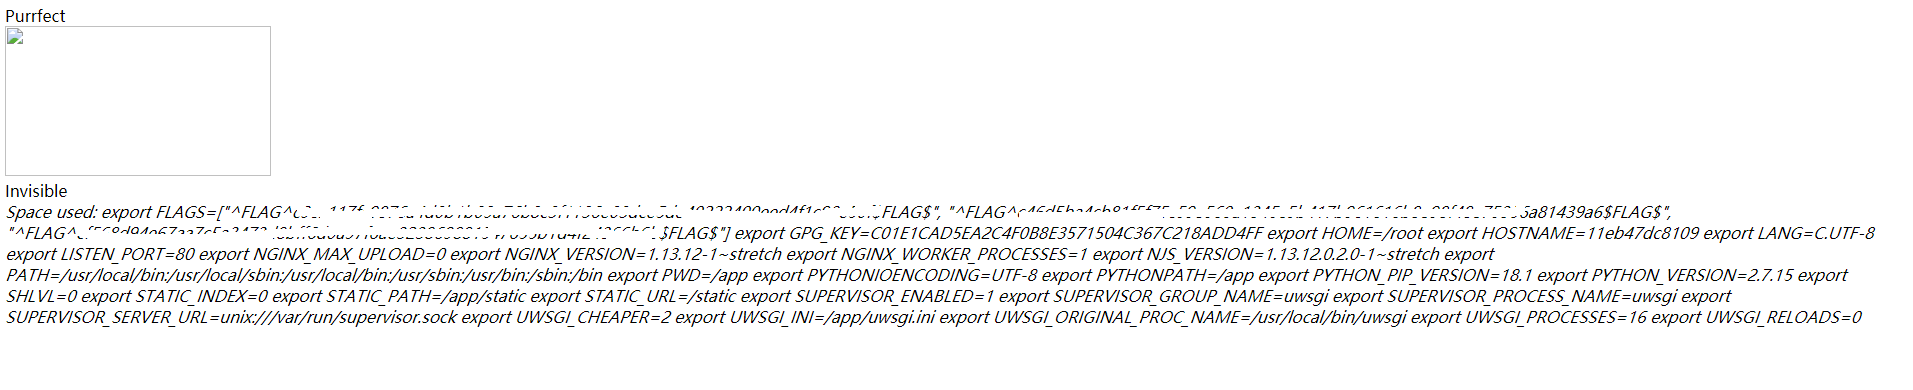 Purrfect
Invisible
Space used: export FLAGS=["^FLAG^ $FLAG$", "^FLAG^ $FLAG$",
"^FLAG^ $FLAG$"] export GPG_KEY=C01E1CAD5EA2C4F0B8E3571504C367C218ADD4FF export HOME=/root export HOSTNAME=11eb47dc8109 export LANG=C.UTF-8
export LISTEN_PORT=80 export NGINX_MAX_UPLOAD=0 export NGINX_VERSION=1.13.12-1~stretch export NGINX_WORKER_PROCESSES=1 export NJS_VERSION=1.13.12.0.2.0-1~stretch export
PATH=/usr/local/bin:/usr/local/sbin:/usr/local/bin:/usr/sbin:/usr/bin:/sbin:/bin export PWD=/app export PYTHONIOENCODING=UTF-8 export PYTHONPATH=/app export PYTHON_PIP_VERSION=18.1 export PYTHON_VERSION=2.7.15 export
SHLVL=0 export STATIC_INDEX=0 export STATIC_PATH=/app/static export STATIC_URL=/static export SUPERVISOR_ENABLED=1 export SUPERVISOR_GROUP_NAME=uwsgi export SUPERVISOR_PROCESS_NAME=uwsgi export
SUPERVISOR_SERVER_URL=unix:///var/run/supervisor.sock export UWSGI_CHEAPER=2 export UWSGI_INI=/app/uwsgi.ini export UWSGI_ORIGINAL_PROC_NAME=/usr/local/bin/uwsgi export UWSGI_PROCESSES=16 export UWSGI_RELOADS=0